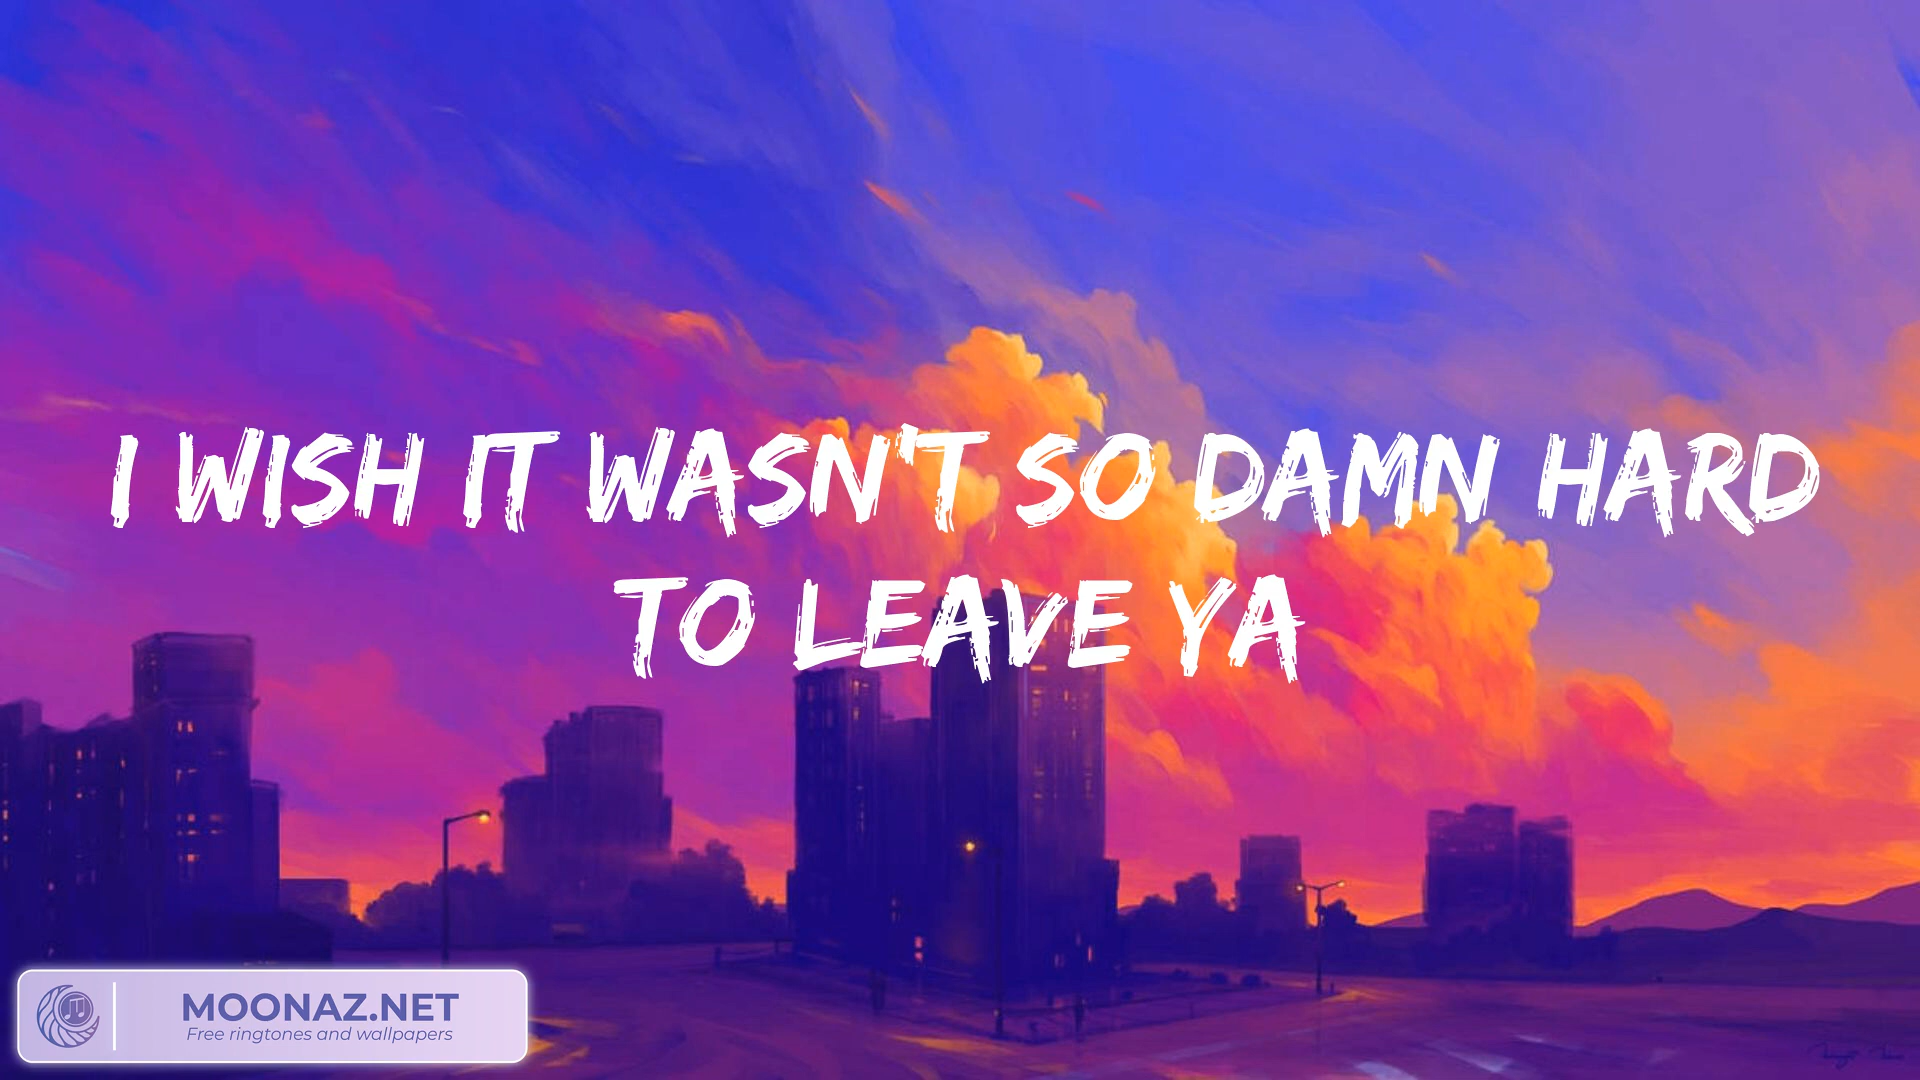 I WISH IT WASN'T SO DAMN HARD
TO LEAVE YA
MOONAZ.NET
Free ringtones and wallpapers